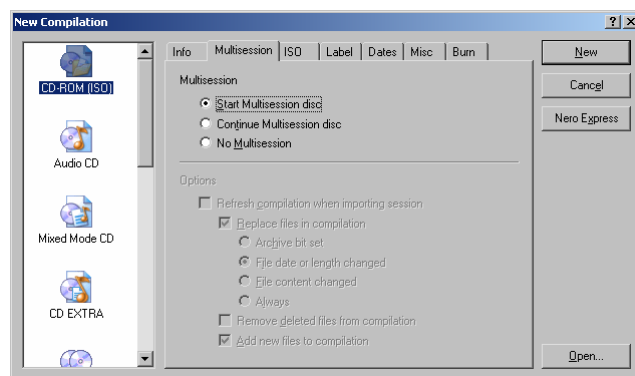 New Compilation
CD-ROM (ISO)
Audio CD
Mixed Mode CD
CD EXTRA
Info Multisession ISO Label Dates Misc Burn
Multisession
Start Multisession disc
Continue Multisession disc
No Multisession
Options
Refresh compilation when importing session
Replace files in compilation
Archive bit set
File date or length changed
File content changed
Always
Remove deleted files from compilation
Add new files to compilation
New
Cancel
Nero Express
Open...